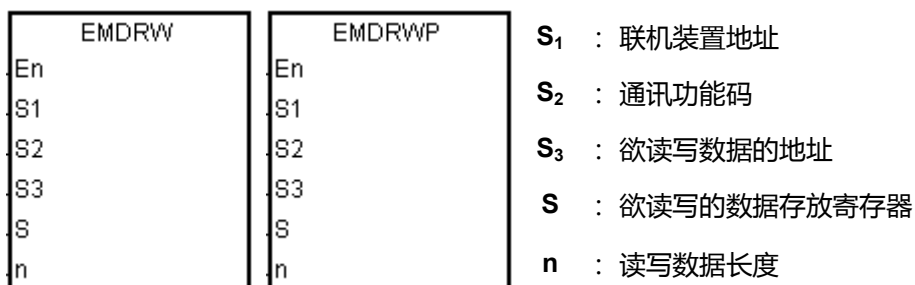 EMDRW
En
S1
S2
S3
S
n
EMDRWP
En
S1
S2
S3
S
n
S₁ : 联机装置地址
S₂ : 通讯功能码
S₃ : 欲读写数据的地址
S : 欲读写的数据存放寄存器
n : 读写数据长度